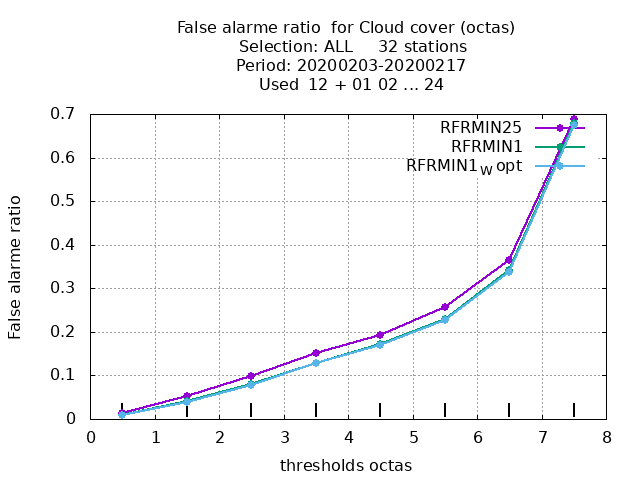 False alarme ratio  for Cloud cover (octas)
Selection: ALL     32 stations
Period: 20200203-20200217
Used  12 + 01 02 ... 24
RFRMIN25
RFRMIN1
RFRMIN1w opt
False alarme ratio
0.7
0.6
0.5
0.4
0.3
0.2
0.1
0
0 1 2 3 4 5 6 7 8
thresholds octas